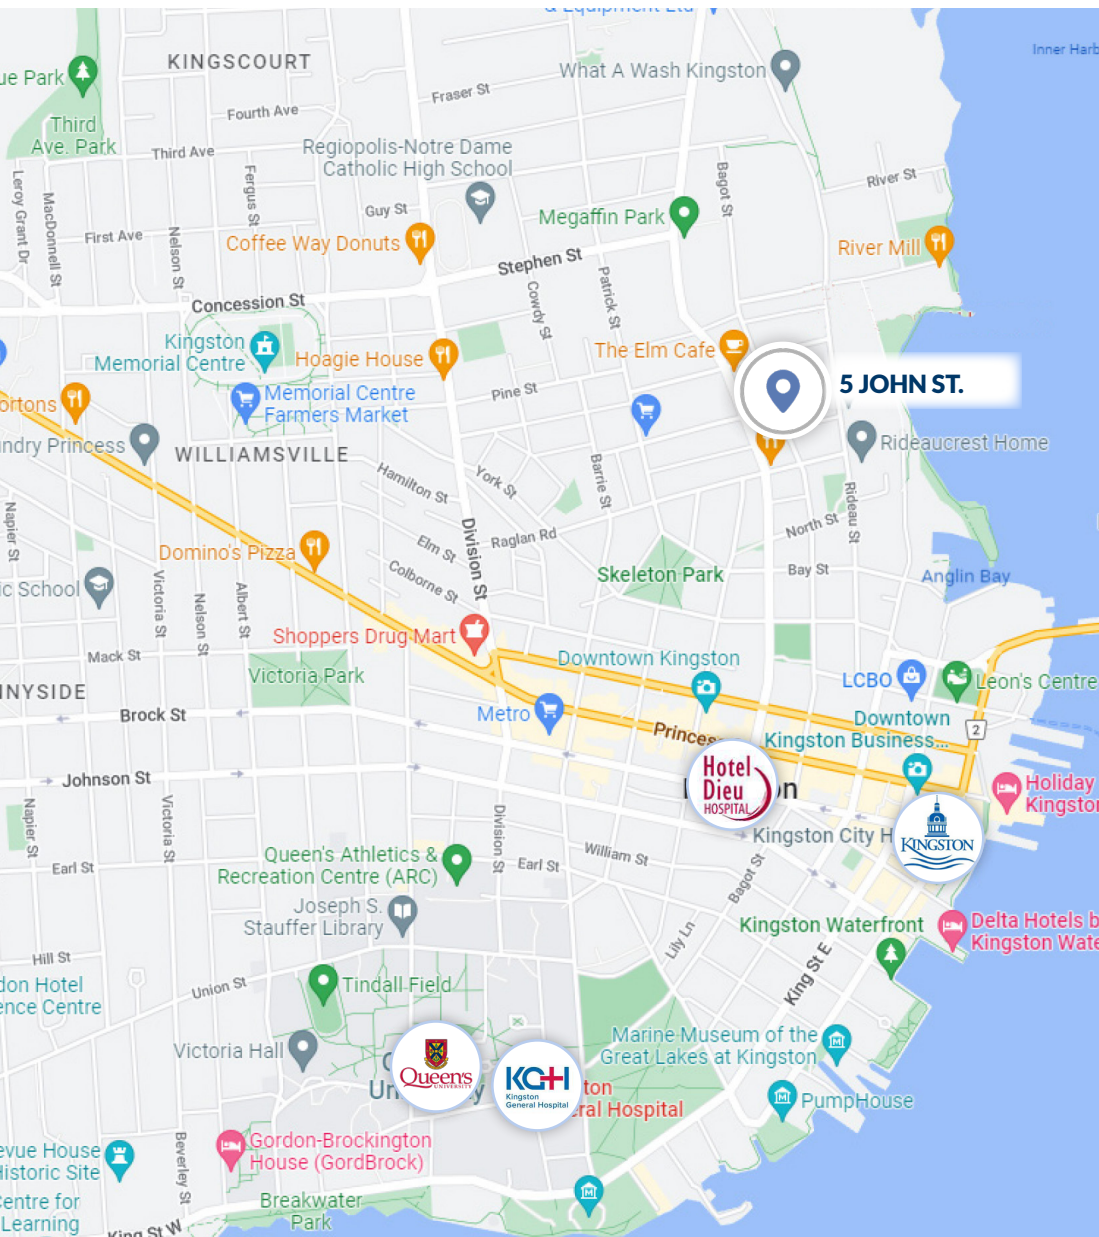 & Equipment Ltd
Inner Harb
KINGSCOURT
What A Wash Kingston
ue Park
Fraser St
Fourth Ave
Third
Ave. Park
Third Ave
Regiopolis-Notre Dame
Catholic High School
Fergus St
Bagot St
River St
Leroy Grant Dr
MacDonnell St
Guy St
Megaffin Park
First Ave
Nelson St
Coffee Way Donuts
River Mill
Stephen St
Concession St
Cowdy St
Patrick St
Kingston
Memorial Centre
Hoagie House
The Elm Cafe
5 JOHN ST.
Pine St
Memorial Centre
Farmers Market
ortons
ndry Princess
WILLIAMSVILLE
Rideaucrest Home
Hamilton St
York St
Barrie St
Rideau St
Napier St
Division St
North St
Raglan Rd
Elm St
Domino's Pizza
Colborne St
Skeleton Park
Bay St
Anglin Bay
c School
Victoria St
Nelson St
Albert St
Shoppers Drug Mart
Mack St
Downtown Kingston
Victoria Park
LCBO
Leon's Centre
NYSIDE
Brock St
Metro
Princes
Downtown
Kingston Business...
2
Johnson St
Hotel
Dieu
HOSPITAL
n
Holiday
Kingston
Napier St
Victoria St
Division St
Kingston City H
KINGSTON
Queen's Athletics &
Recreation Centre (ARC)
Earl St
Earl St
William St
Bagot St
Joseph S.
Stauffer Library
Lily Ln
Kingston Waterfront
Delta Hotels b
Kingston Wate
Hill St
King St E
don Hotel
ence Centre
Union St
Tindall Field
Victoria Hall
Marine Museum of the
Great Lakes at Kingston
Queen's
UNIVERSITY
Un
y
KGH
Kingston
General Hospital
ton
ral Hospital
PumpHouse
evue House
Historic Site
Beverley St
Gordon-Brockington
House (GordBrock)
Centre for
Learning
Breakwater
Park
King St W